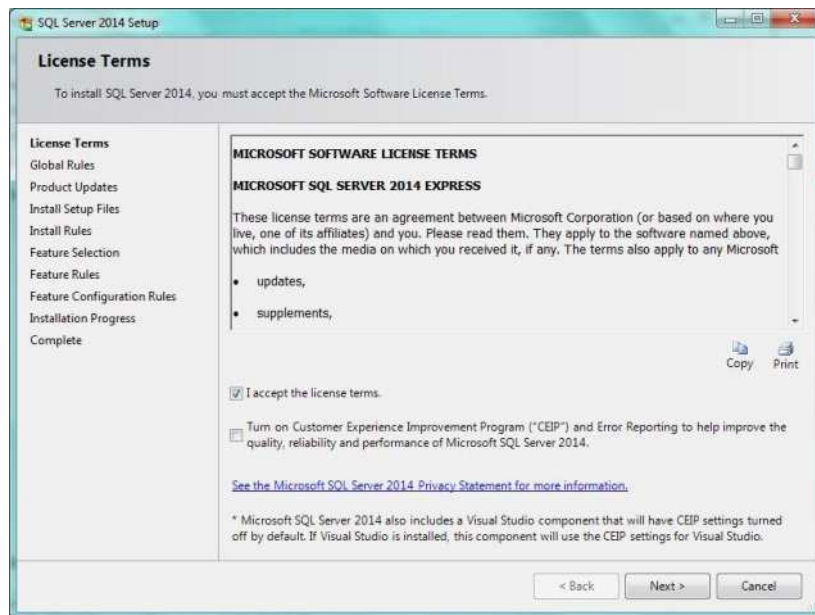 SQL Server 2014 Setup
License Terms
To install SQL Server 2014, you must accept the Microsoft Software License Terms.
License Terms
Global Rules
Product Updates
Install Setup Files
Install Rules
Feature Selection
Feature Rules
Feature Configuration Rules
Installation Progress
Complete
MICROSOFT SOFTWARE LICENSE TERMS
MICROSOFT SQL SERVER 2014 EXPRESS
These license terms are an agreement between Microsoft Corporation (or based on where you
live, one of its affiliates) and you. Please read them. They apply to the software named above,
which includes the media on which you received it, if any. The terms also apply to any Microsoft
• updates,
• supplements,
Copy Print
I accept the license terms.
Turn on Customer Experience Improvement Program ("CEIP") and Error Reporting to help improve the
quality, reliability and performance of Microsoft SQL Server 2014.
See the Microsoft SQL Server 2014 Privacy Statement for more information.
* Microsoft SQL Server 2014 also includes a Visual Studio component that will have CEIP settings turned
off by default. If Visual Studio is installed, this component will use the CEIP settings for Visual Studio.
< Back Next > Cancel